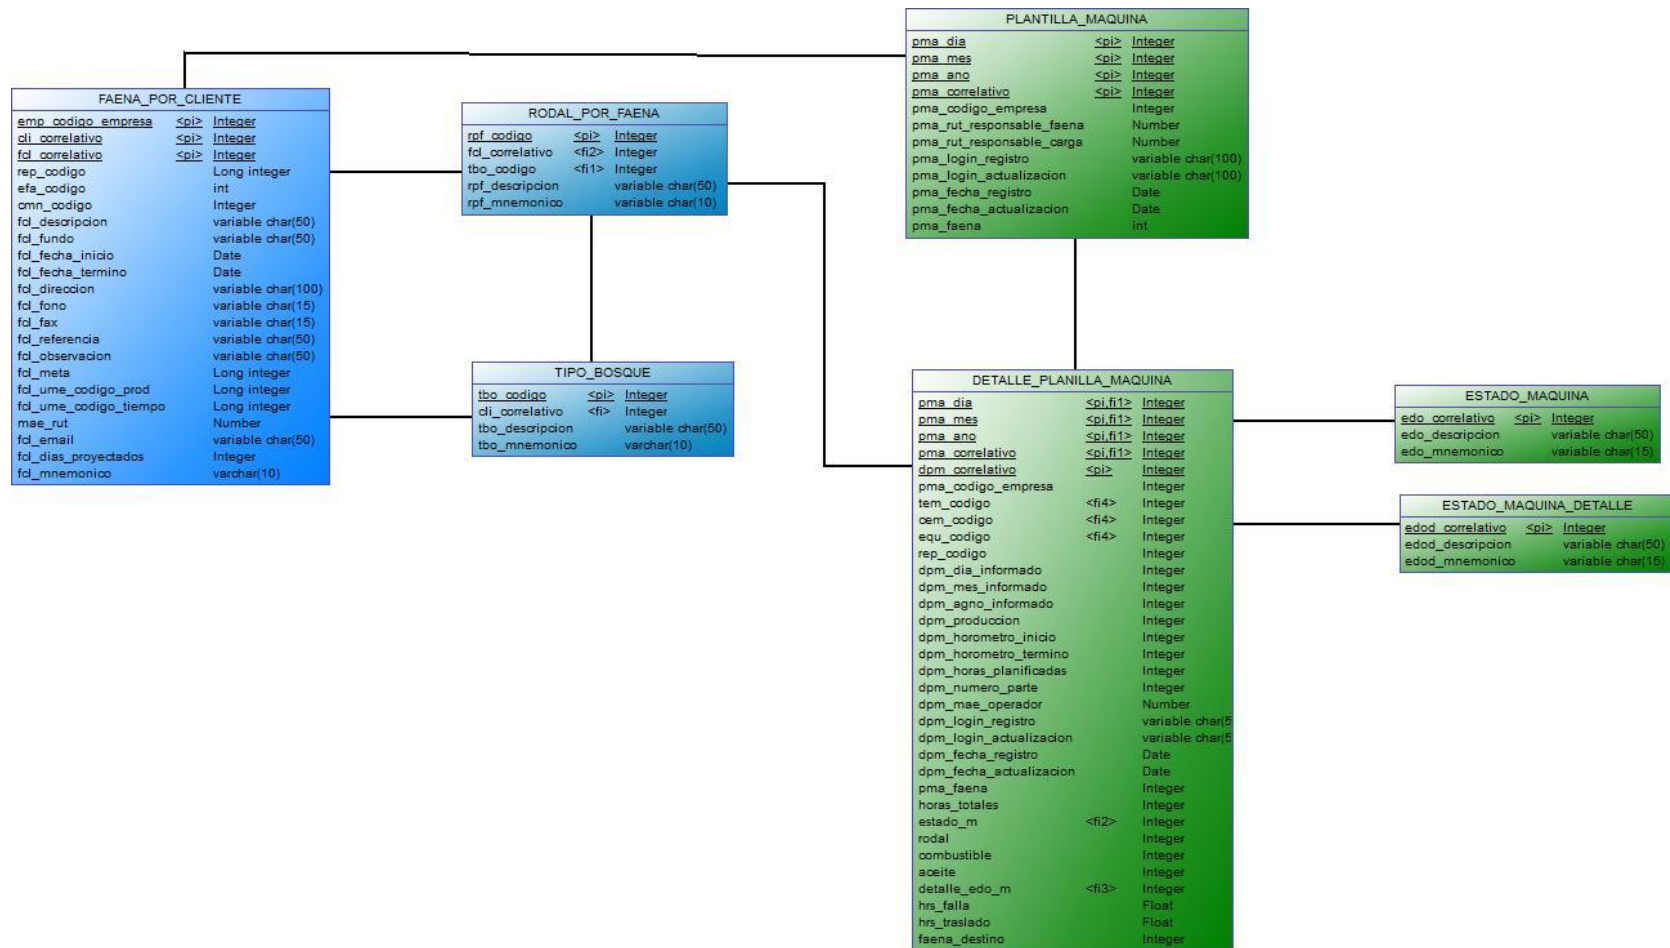 FAENA_POR_CLIENTE
emp_codigo_empresa <pi> Integer
cli_correlativo <pi> Integer
fcl_correlativo <pi> Integer
rep_codigo Long integer
efa_codigo int
cmn_codigo Integer
fcl_descripcion variable char(50)
fcl_fundo variable char(50)
fcl_fecha_inicio Date
fcl_fecha_termino Date
fcl_direccion variable char(100)
fcl_fono variable char(15)
fcl_fax variable char(15)
fcl_referencia variable char(50)
fcl_observacion variable char(50)
fcl_meta Long integer
fcl_ume_codigo_prod Long integer
fcl_ume_codigo_tiempo Long integer
mae_rut Number
fcl_email variable char(50)
fcl_dias_proyectados Integer
fcl_mnemonico varchar(10)
RODAL_POR_FAENA
rpf_codigo <pi> Integer
fcl_correlativo <fi2> Integer
tbo_codigo <fi1> Integer
rpf_descripcion variable char(50)
rpf_mnemonico variable char(10)
TIPO_BOSQUE
tbo_codigo <pi> Integer
cli_correlativo <fi> Integer
tbo_descripcion variable char(50)
tbo_mnemonico varchar(10)
PLANTILLA_MAQUINA
pma_dia <pi> Integer
pma_mes <pi> Integer
pma_ano <pi> Integer
pma_correlativo <pi> Integer
pma_codigo_empresa Integer
pma_rut_responsable_faena Number
pma_rut_responsable_carga Number
pma_login_registro variable char(100)
pma_login_actualizacion variable char(100)
pma_fecha_registro Date
pma_fecha_actualizacion Date
pma_faena int
DETALLE_PLANILLA_MAQUINA
pma_dia <pi,fi1> Integer
pma_mes <pi,fi1> Integer
pma_ano <pi,fi1> Integer
pma_correlativo <pi,fi1> Integer
dpm_correlativo <pi> Integer
pma_codigo_empresa Integer
tem_codigo <fi4> Integer
cem_codigo <fi4> Integer
equ_codigo <fi4> Integer
rep_codigo Integer
dpm_dia_informado Integer
dpm_mes_informado Integer
dpm_agno_informado Integer
dpm_produccion Integer
dpm_horometro_inicio Integer
dpm_horometro_termino Integer
dpm_horas_planificadas Integer
dpm_numero_parte Integer
dpm_mae_operador Number
dpm_login_registro variable char(5
dpm_login_actualizacion variable char(5
dpm_fecha_registro Date
dpm_fecha_actualizacion Date
pma_faena Integer
horas_totales Integer
estado_m <fi2> Integer
rodal Integer
combustible Integer
aceite Integer
detalle_edo_m <fi3> Integer
hrs_falla Float
hrs_traslado Float
faena_destino Integer
ESTADO_MAQUINA
edo_correlativo <pi> Integer
edo_descripcion variable char(50)
edo_mnemonico variable char(15)
ESTADO_MAQUINA_DETALLE
edod_correlativo <pi> Integer
edod_descripcion variable char(50)
edod_mnemonico variable char(15)